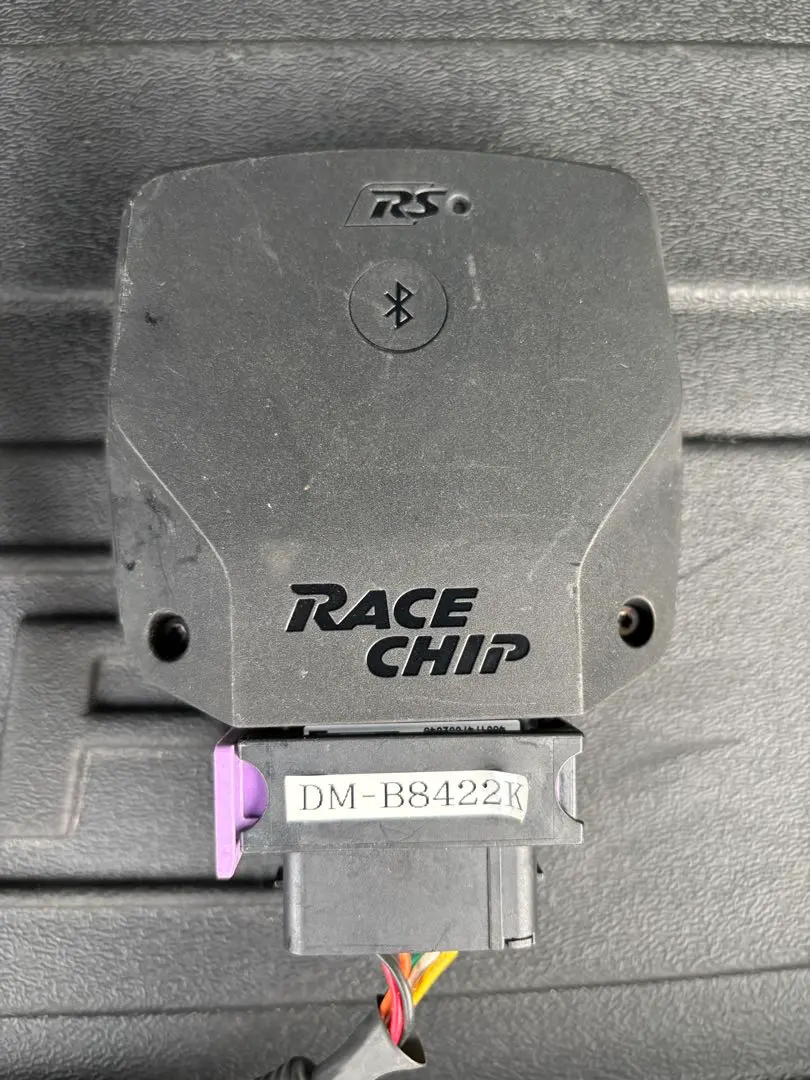 RS
RACE
CHIP
DM-B8422K